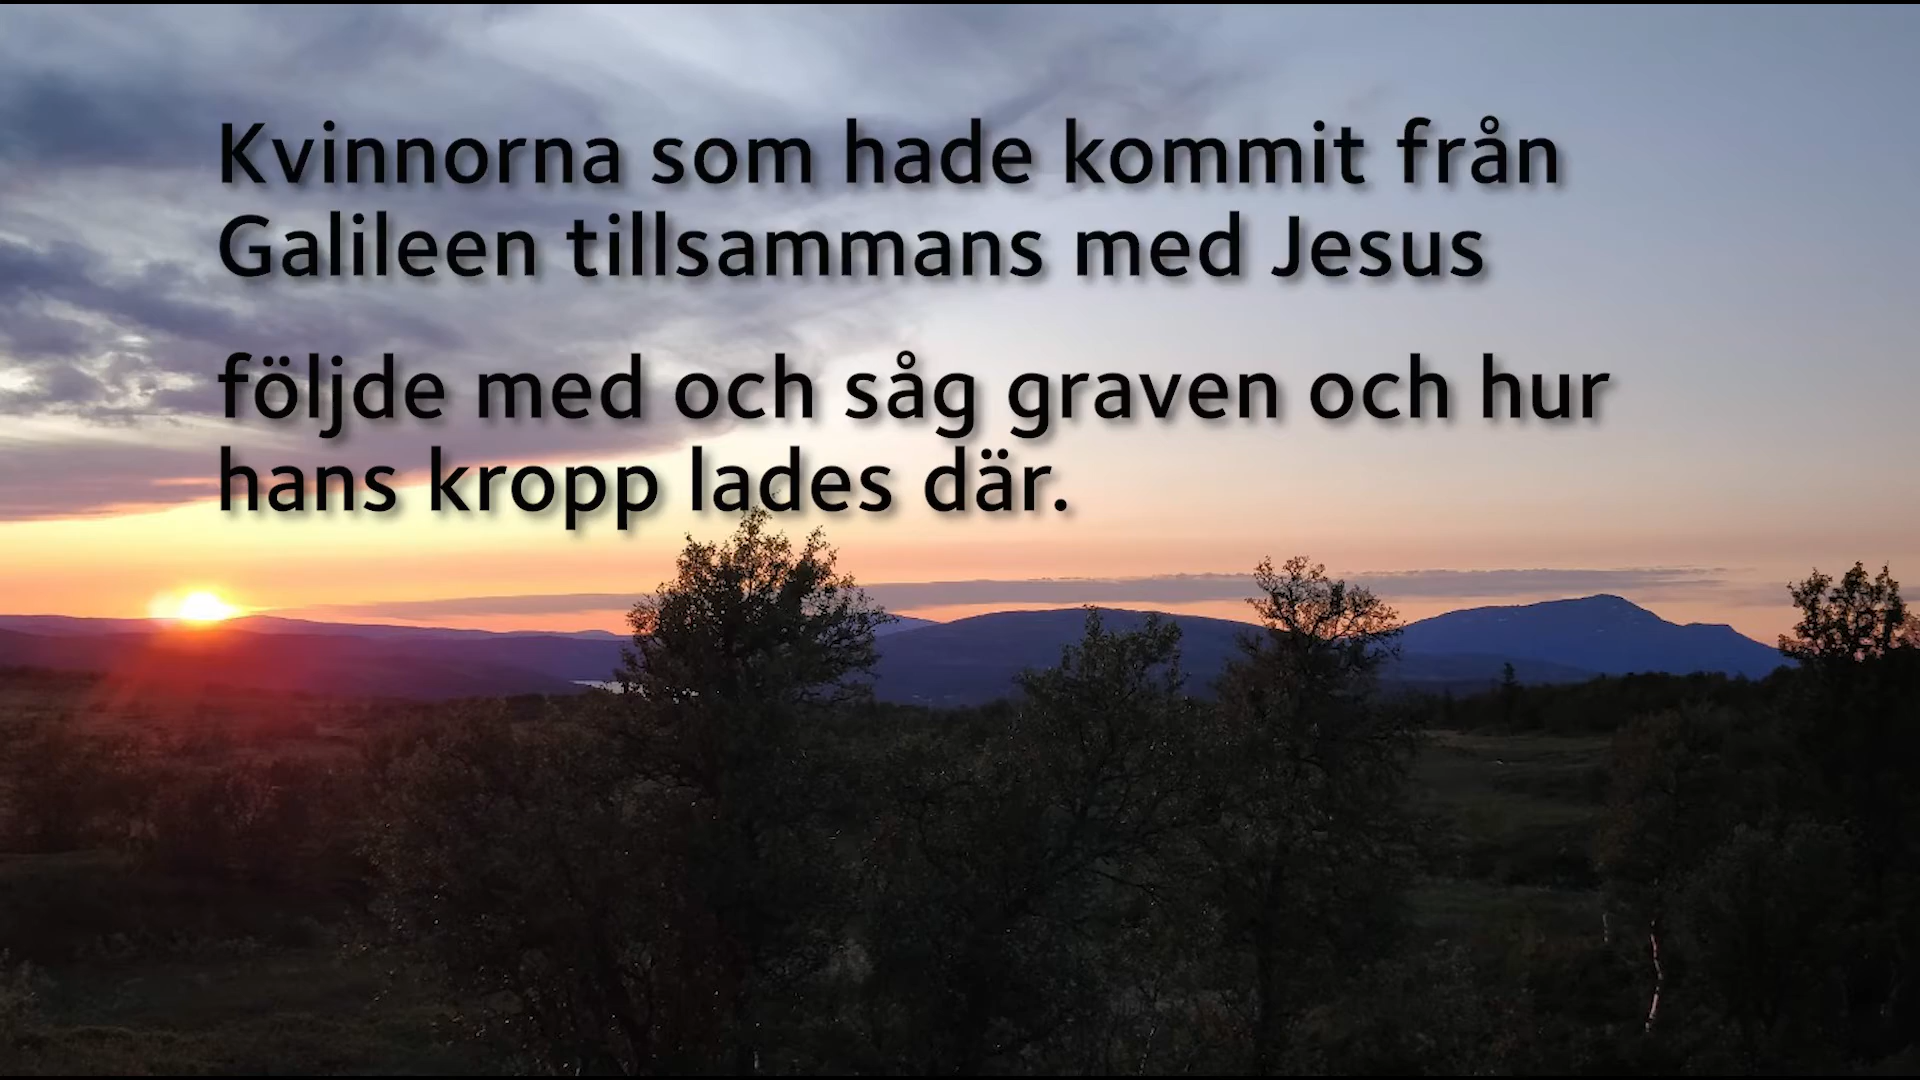 Kvinnorna som hade kommit från
Galileen tillsammans med Jesus
följde med och såg graven och hur
hans kropp lades där.